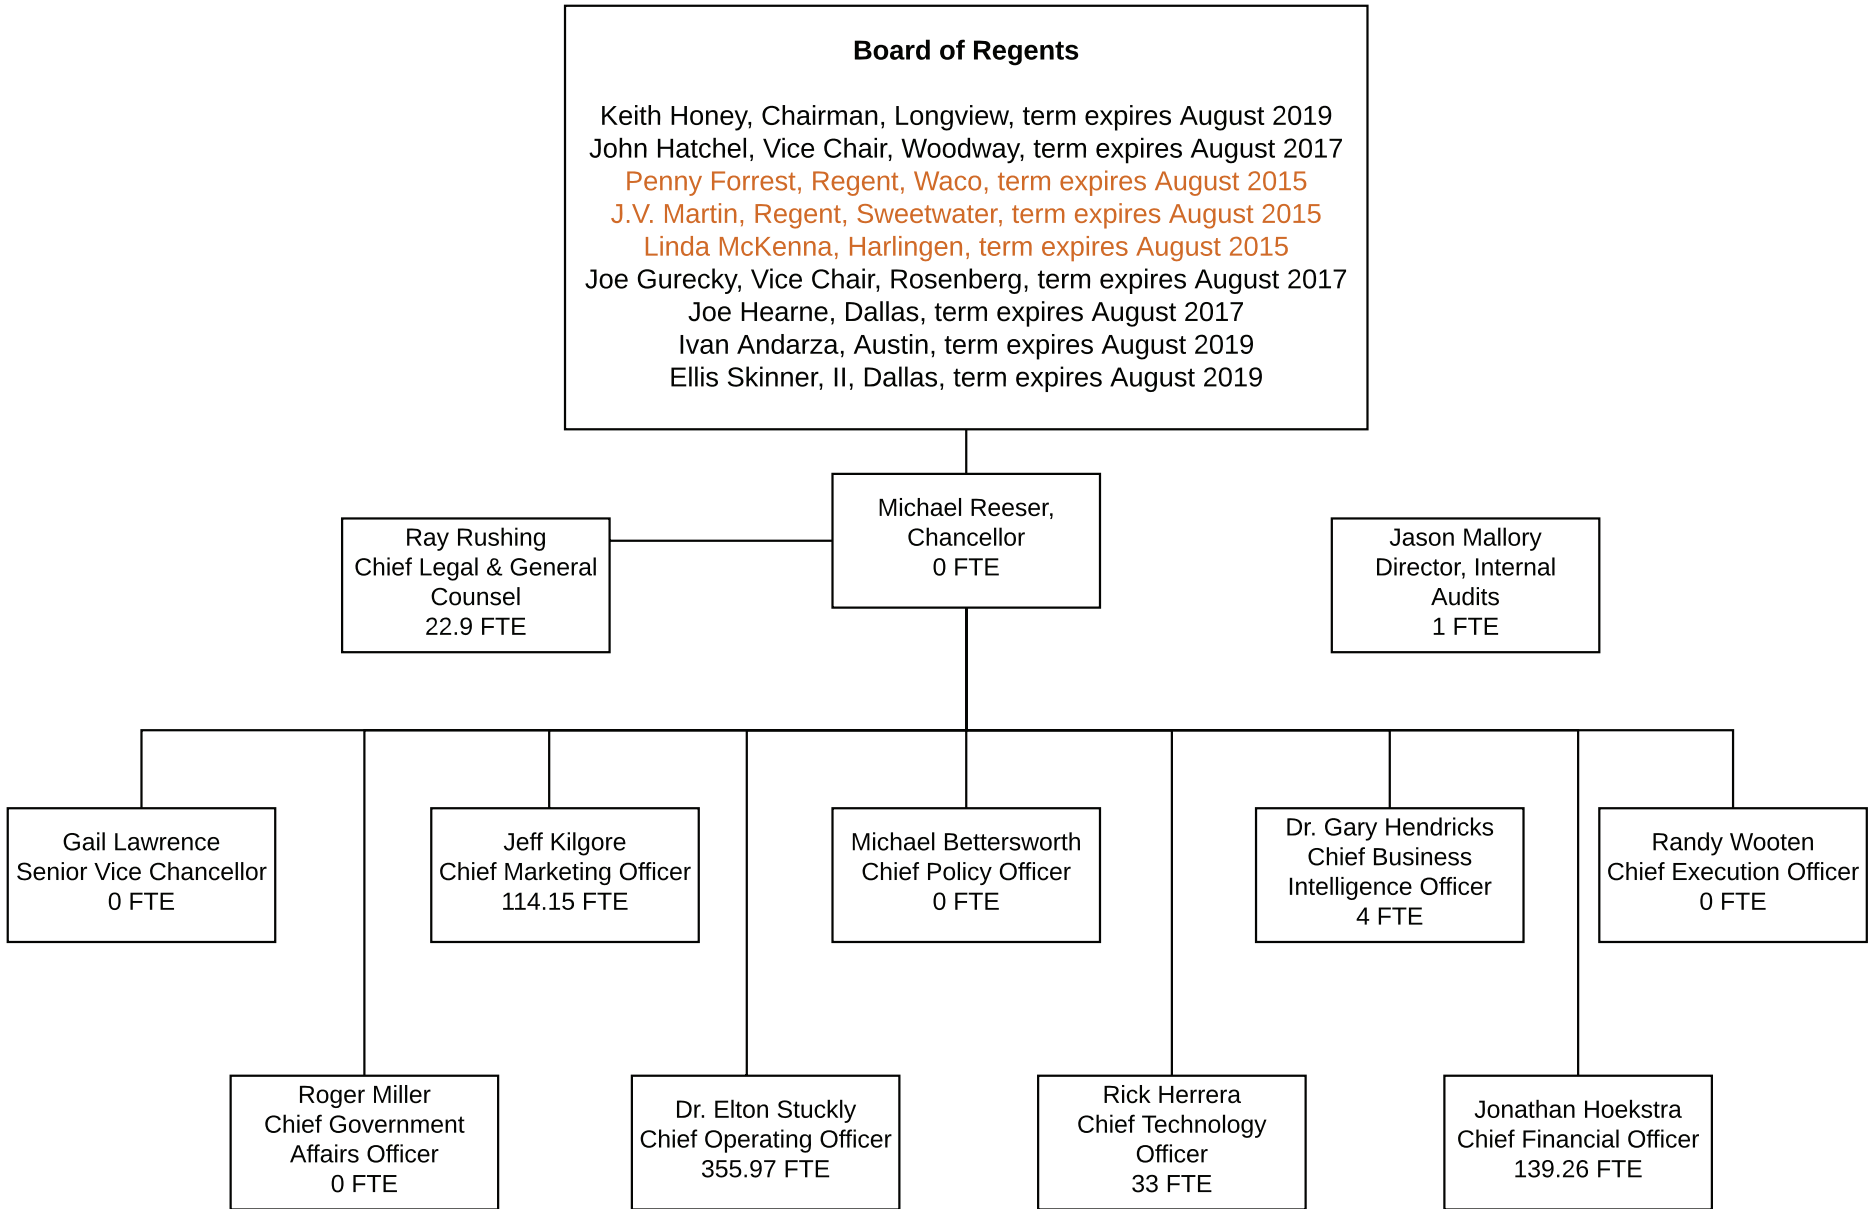 Board of Regents
Keith Honey, Chairman, Longview, term expires August 2019
John Hatchel, Vice Chair, Woodway, term expires August 2017
Penny Forrest, Regent, Waco, term expires August 2015
J.V. Martin, Regent, Sweetwater, term expires August 2015
Linda McKenna, Harlingen, term expires August 2015
Joe Gurecky, Vice Chair, Rosenberg, term expires August 2017
Joe Hearne, Dallas, term expires August 2017
Ivan Andarza, Austin, term expires August 2019
Ellis Skinner, II, Dallas, term expires August 2019
Michael Reeser,
Chancellor
0 FTE
Ray Rushing
Chief Legal & General
Counsel
22.9 FTE
Jason Mallory
Director, Internal
Audits
1 FTE
Gail Lawrence
Senior Vice Chancellor
0 FTE
Jeff Kilgore
Chief Marketing Officer
114.15 FTE
Michael Bettersworth
Chief Policy Officer
0 FTE
Dr. Gary Hendricks
Chief Business
Intelligence Officer
4 FTE
Randy Wooten
Chief Execution Officer
0 FTE
Roger Miller
Chief Government
Affairs Officer
0 FTE
Dr. Elton Stuckly
Chief Operating Officer
355.97 FTE
Rick Herrera
Chief Technology
Officer
33 FTE
Jonathan Hoekstra
Chief Financial Officer
139.26 FTE